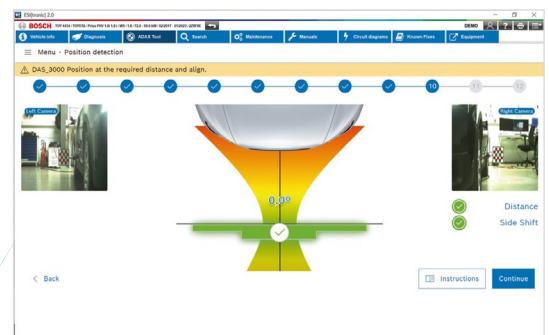 ESI[tronic] 2.0
BOSCH
DEMO
Vehicle info Diagnosis ADAS Tool Search Maintenance Manuals Circuit diagrams Known Fixes Equipment
Menu - Position detection
DAS_3000 Position at the required distance and align.
10 11 12
Left Camera
Right Camera
0,0°
Distance
Side Shift
< Back
Instructions
Continue